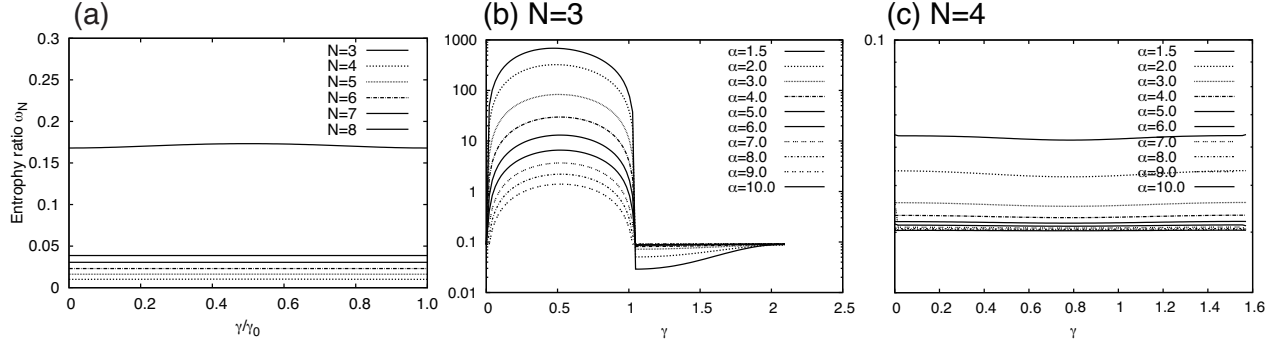 (a)
0.3
0.25
0.2
0.15
0.1
0.05
0
Entrophy ratio ωN
N=3
N=4
N=5
N=6
N=7
N=8
0 0.2 0.4 0.6 0.8 1.0
γ/γ0
(b) N=3
1000
100
10
1
0.1
0.01
α=1.5
α=2.0
α=3.0
α=4.0
α=5.0
α=6.0
α=7.0
α=8.0
α=9.0
α=10.0
0 0.5 1 1.5 2.0 2.5
γ
(c) N=4
0.1
α=1.5
α=2.0
α=3.0
α=4.0
α=5.0
α=6.0
α=7.0
α=8.0
α=9.0
α=10.0
0 0.2 0.4 0.6 0.8 1 1.2 1.4 1.6
γ